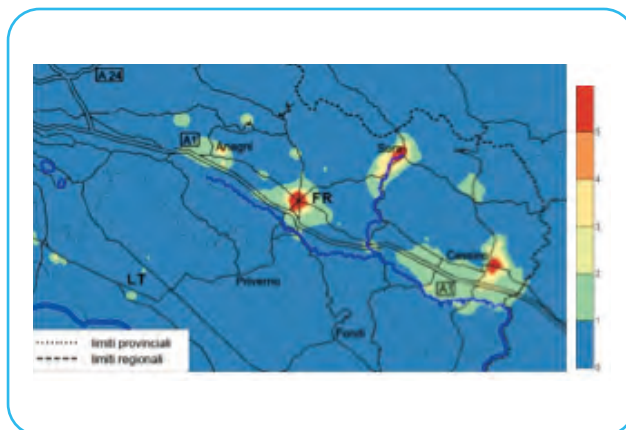 A 24
A1
Anagni
Sora
FR
Cassino
LT
Priverno
A1
Fondi
limiti provinciali
limiti regionali
5
4
3
2
1
0